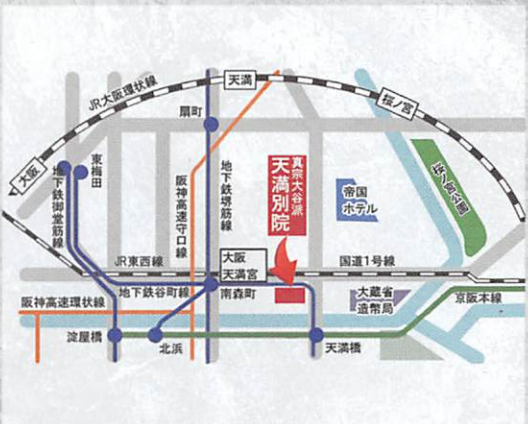 JR大阪環状線
天満
桜ノ宮
扇町
大阪
東梅田
地下鉄御堂筋線
阪神高速守口線
地下鉄堺筋線
真宗大谷派
天満別院
帝国
ホテル
桜ノ宮公園
JR東西線
大阪
天満宮
国道1号線
地下鉄谷町線
南森町
大蔵省
造幣局
阪神高速環状線
京阪本線
淀屋橋
北浜
天満橋